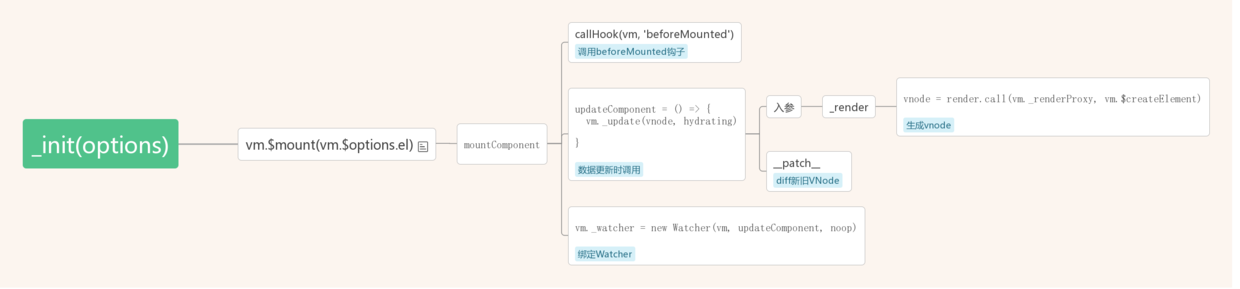 _init(options)
vm.$mount(vm.$options.el)
mountComponent
callHook(vm, 'beforeMounted')
调用beforeMounted钩子
updateComponent = () => {
vm._update(vnode, hydrating)
}
数据更新时调用
入参
_render
vnode = render.call(vm._renderProxy, vm.$createElement)
生成vnode
__patch__
diff新旧VNode
vm._watcher = new Watcher(vm, updateComponent, noop)
绑定Watcher